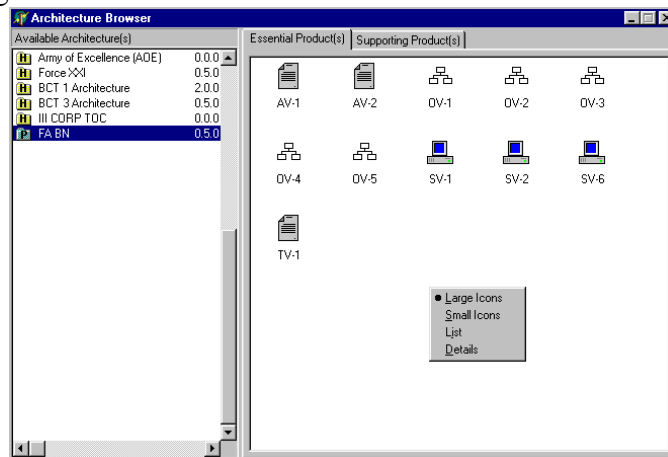 Architecture Browser
Available Architecture(s)
Army of Excellence (AOE) 0.0.0
Force XXI 0.5.0
BCT 1 Architecture 2.0.0
BCT 3 Architecture 0.5.0
III CORP TOC 0.0.0
FA BN 0.5.0
Essential Product(s) Supporting Product(s)
AV-1 AV-2 OV-1 OV-2 OV-3
OV-4 OV-5 SV-1 SV-2 SV-6
TV-1
Large Icons
Small Icons
List
Details